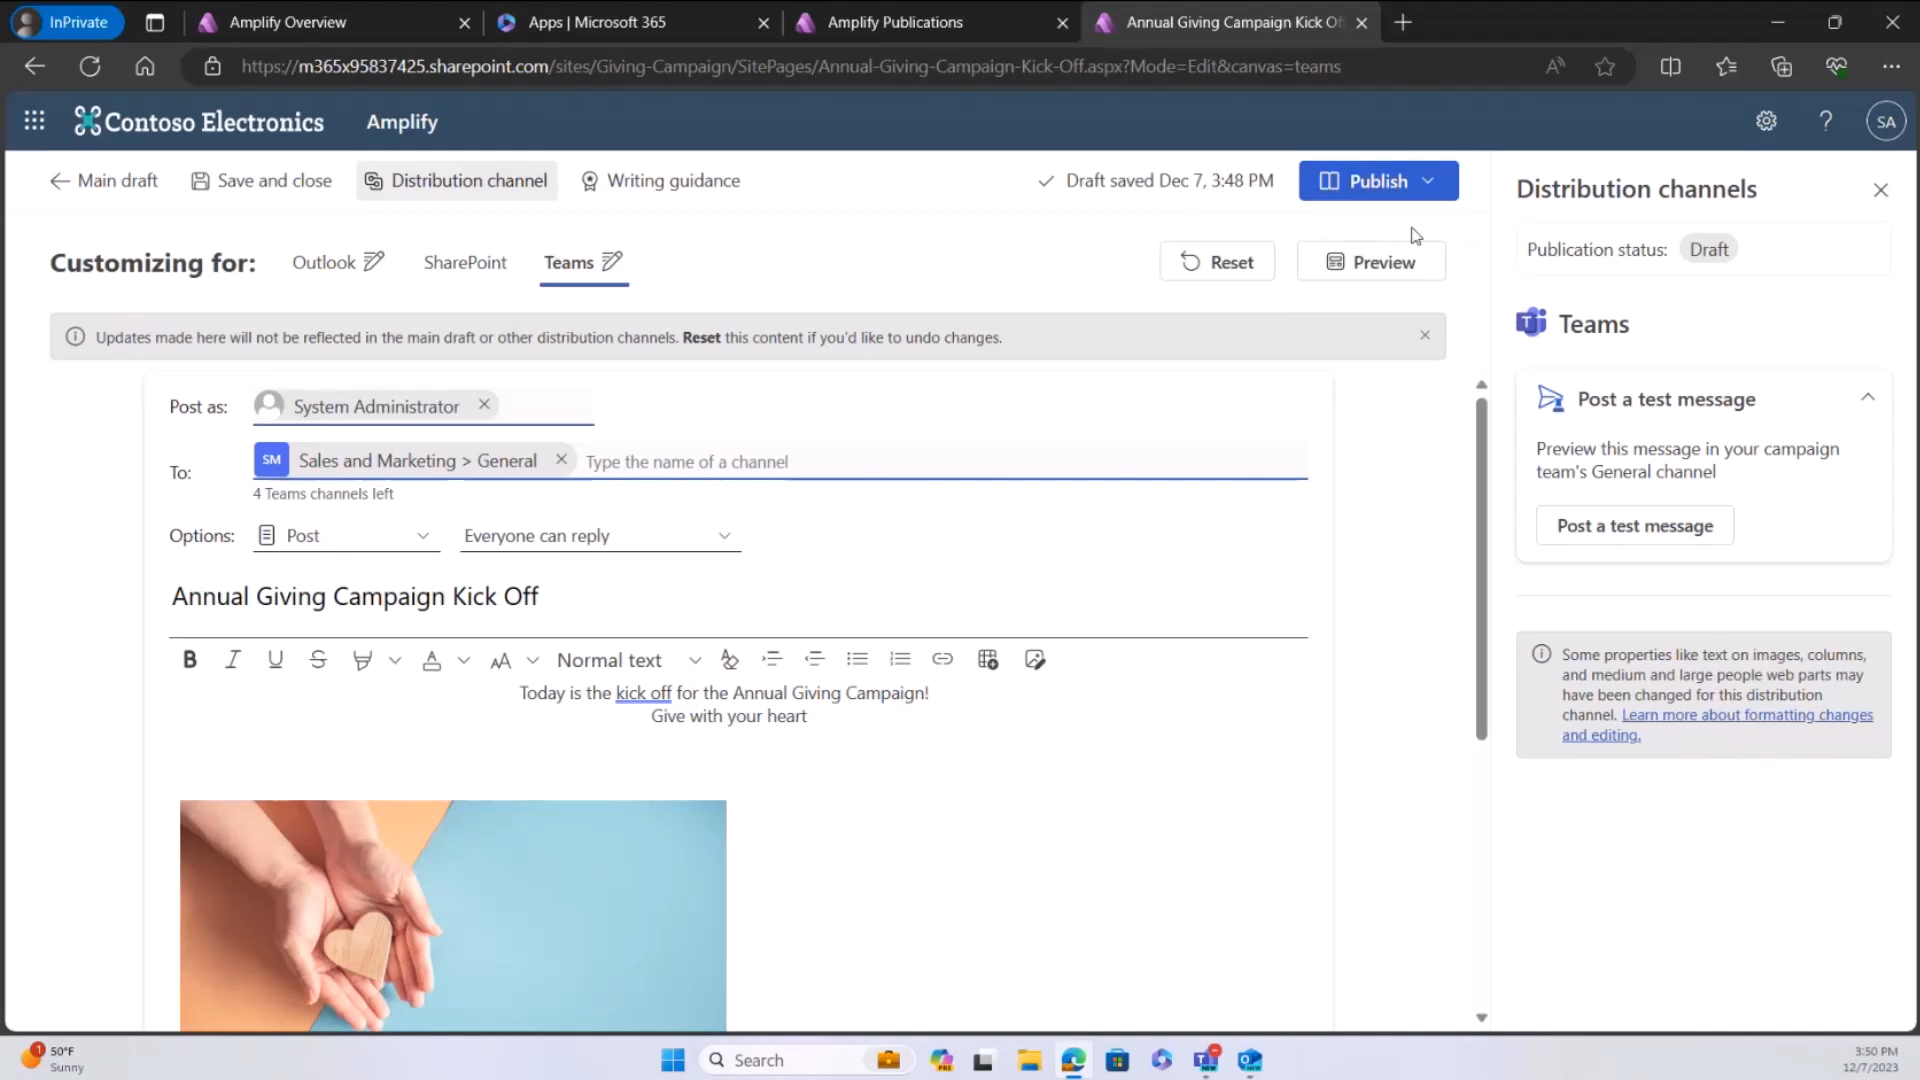 InPrivate
Amplify Overview
Apps | Microsoft 365
Amplify Publications
Annual Giving Campaign Kick Of
https://m365x95837425.sharepoint.com/sites/Giving-Campaign/SitePages/Annual-Giving-Campaign-Kick-Off.aspx?Mode=Edit&canvas=teams
Contoso Electronics
Amplify
SA
Main draft
Save and close
Distribution channel
Writing guidance
Draft saved Dec 7, 3:48 PM
Publish
Customizing for:
Outlook
SharePoint
Teams
Reset
Preview
Updates made here will not be reflected in the main draft or other distribution channels. Reset this content if you'd like to undo changes.
Post as:
System Administrator
To:
SM
Sales and Marketing > General
Type the name of a channel
4 Teams channels left
Options:
Post
Everyone can reply
Annual Giving Campaign Kick Off
Normal text
Today is the kick off for the Annual Giving Campaign!
Give with your heart
Distribution channels
Publication status:
Draft
Teams
Post a test message
Preview this message in your campaign
team's General channel
Post a test message
Some properties like text on images, columns,
and medium and large people web parts may
have been changed for this distribution
channel. Learn more about formatting changes
and editing.
1
50°F
Sunny
Search
PRE
NEW
NEW
3:50 PM
12/7/2023